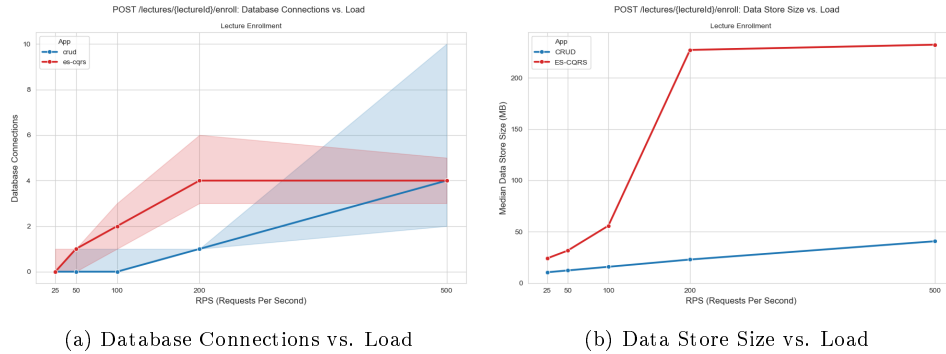 POST /lectures/{lectureId}/enroll: Database Connections vs. Load
Lecture Enrollment
App
crud
es-cqrs
Database Connections
10
8
6
4
2
0
25
50
100
200
500
RPS (Requests Per Second)
(a) Database Connections vs. Load
POST /lectures/{lectureId}/enroll: Data Store Size vs. Load
Lecture Enrollment
App
CRUD
ES-CQRS
Median Data Store Size (MB)
200
150
100
50
0
25
50
100
200
500
RPS (Requests Per Second)
(b) Data Store Size vs. Load